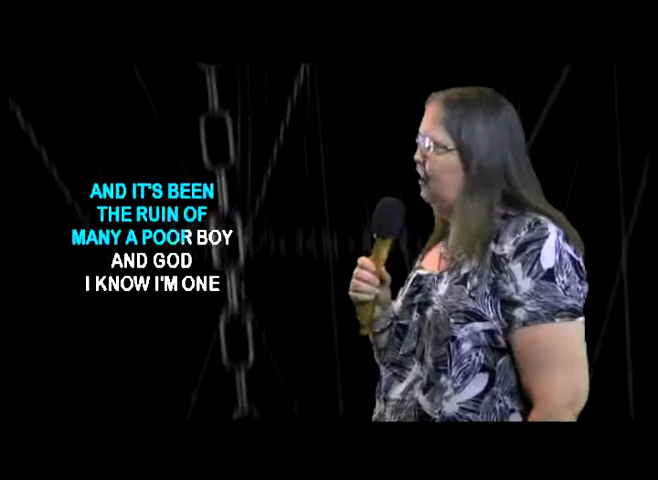 AND IT'S BEEN
THE RUIN OF
MANY A POOR BOY
AND GOD
I KNOW I'M ONE